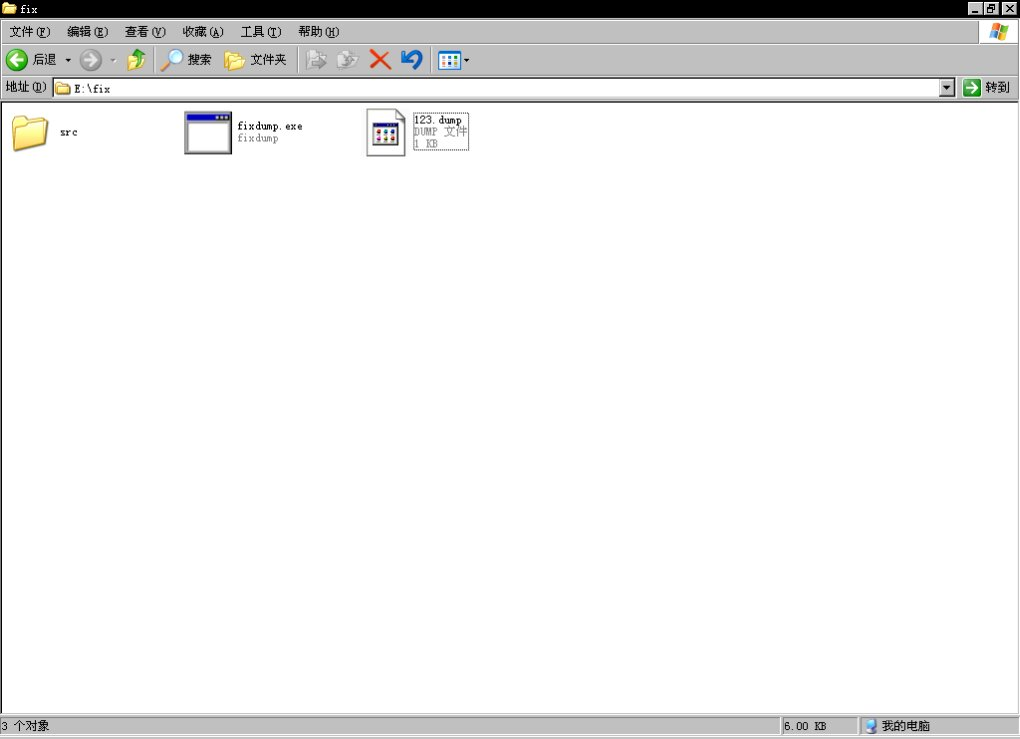 fix
文件(F) 编辑(E) 查看(V) 收藏(A) 工具(T) 帮助(H)
后退 搜索 文件夹
地址(D) E:\fix 转到
src
fixdump.exe
fixdump
123.dump
DUMP 文件
1 KB
3 个对象 6.00 KB 我的电脑